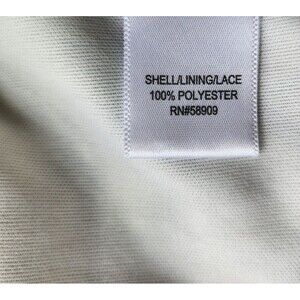 SHELL/LINING/LACE
100% POLYESTER
RN#58909